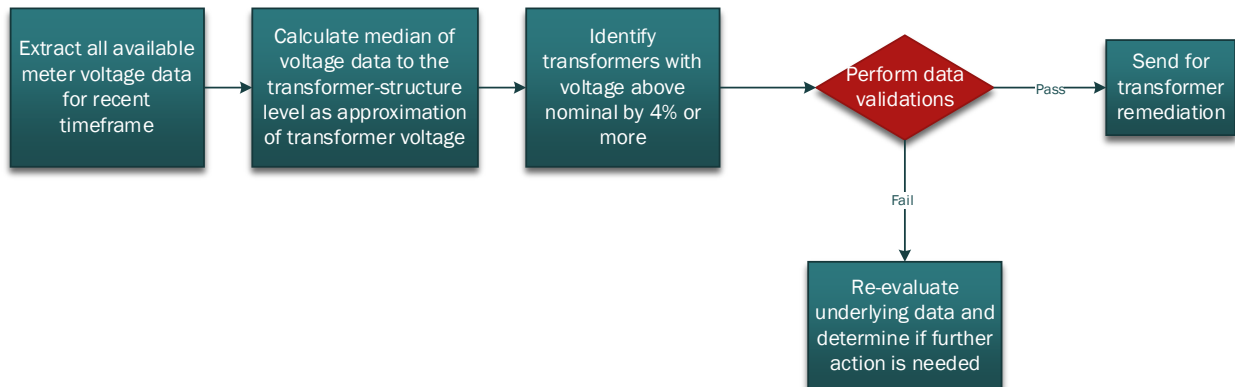 Extract all available
meter voltage data
for recent
timeframe
Calculate median of
voltage data to the
transformer-structure
level as approximation
of transformer voltage
Identify
transformers with
voltage above
nominal by 4% or
more
Perform data
validations
Pass
Send for
transformer
remediation
Fail
Re-evaluate
underlying data and
determine if further
action is needed